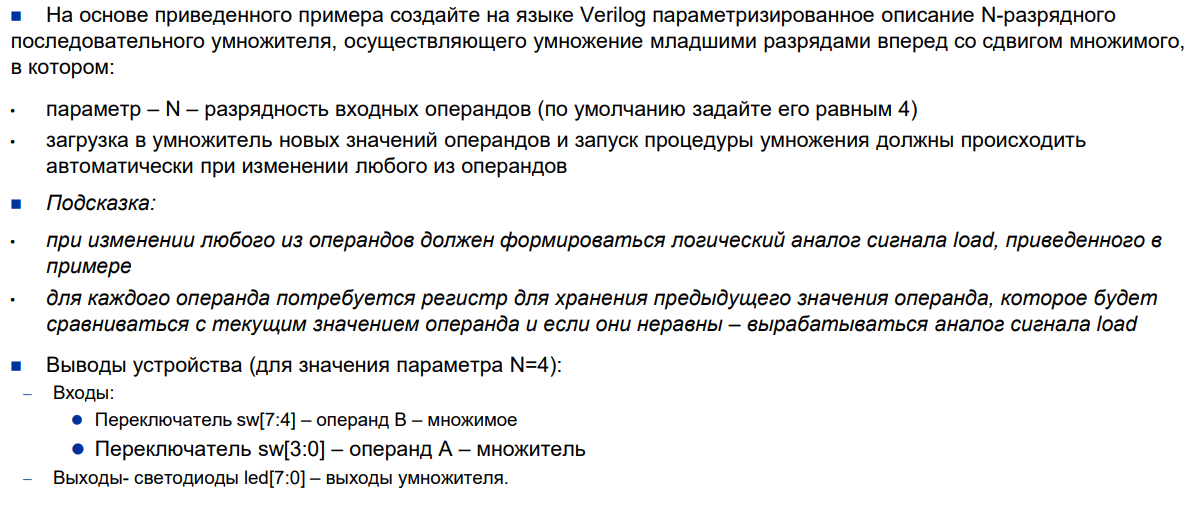 На основе приведенного примера создайте на языке Verilog параметризированное описание N-разрядного
последовательного умножителя, осуществляющего умножение младшими разрядами вперед со сдвигом множимого,
в котором:
• параметр – N – разрядность входных операндов (по умолчанию задайте его равным 4)
• загрузка в умножитель новых значений операндов и запуск процедуры умножения должны происходить
автоматически при изменении любого из операндов
Подсказка:
• при изменении любого из операндов должен формироваться логический аналог сигнала load, приведенного в
примере
• для каждого операнда потребуется регистр для хранения предыдущего значения операнда, которое будет
сравниваться с текущим значением операнда и если они неравны – вырабатываться аналог сигнала load
Выводы устройства (для значения параметра N=4):
– Входы:
Переключатель sw[7:4] – операнд B – множимое
Переключатель sw[3:0] – операнд A – множитель
– Выходы- светодиоды led[7:0] – выходы умножителя.